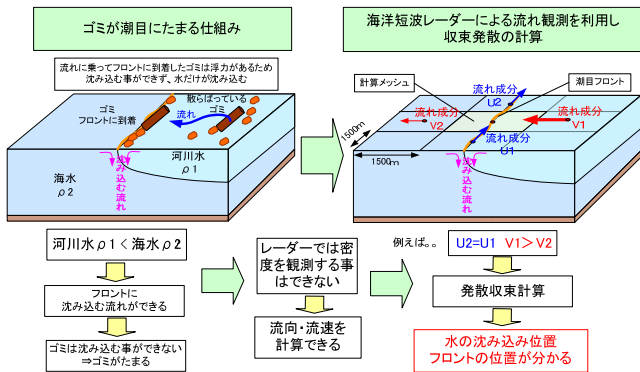 ゴミが潮目にたまる仕組み
流れに乗ってフロントに到着したゴミは浮力があるため
沈み込む事ができず、水だけが沈み込む
ゴミ
フロントに到着
散らばっている
ゴミ
流れ
海水
ρ2
河川水
ρ1
沈み込む流れ
河川水ρ1<海水ρ2
フロントに
沈み込む流れができる
ゴミは沈み込む事ができない
⇒ゴミがたまる
レーダーでは密
度を観測する事
はできない
流向・流速を
計算できる
海洋短波レーダーによる流れ観測を利用し
収束発散の計算
計算メッシュ
潮目フロント
流れ成分
U2
流れ成分
V2
流れ成分
V1
流れ成分
U1
1500m
1500m
沈み込む流れ
例えば。。
U2=U1 V1>V2
発散収束計算
水の沈み込み位置
フロントの位置が分かる